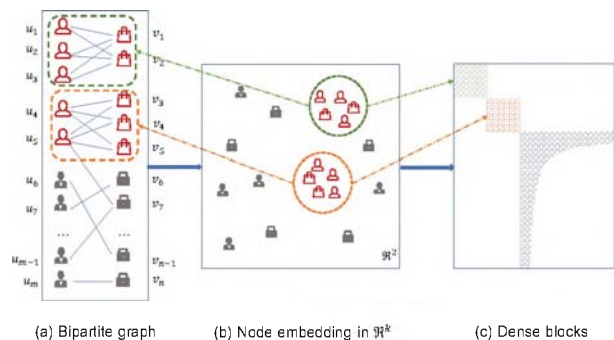 u₁
u₂
u₃
u₄
u₅
u₆
u₇
...
uₘ₋₁
uₘ
v₁
v₂
v₃
v₄
v₅
v₆
v₇
...
vₙ₋₁
vₙ
ℜ²
(a) Bipartite graph
(b) Node embedding in ℜᵏ
(c) Dense blocks